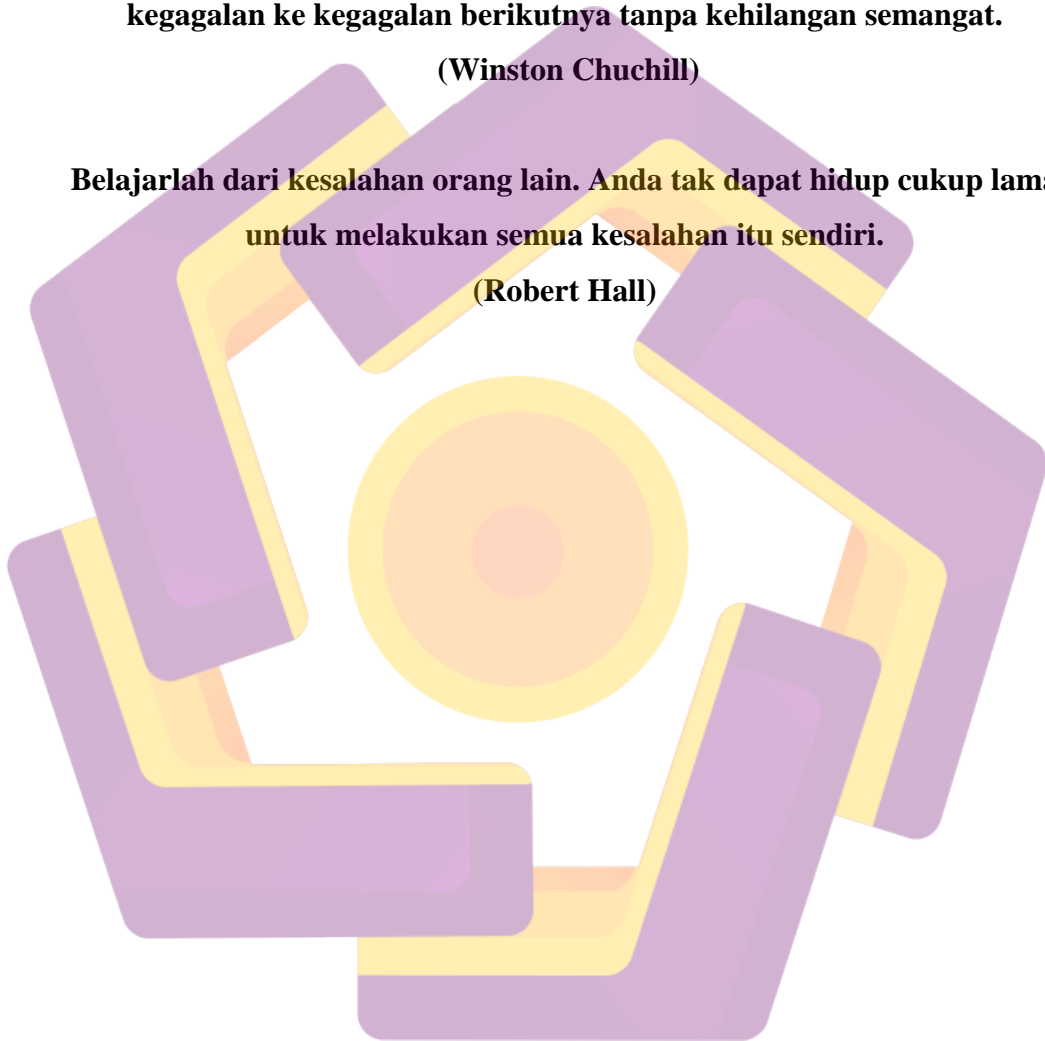 kegagalan ke kegagalan berikutnya tanpa kehilangan semangat.
(Winston Chuchill)
Belajarlah dari kesalahan orang lain. Anda tak dapat hidup cukup lama
untuk melakukan semua kesalahan itu sendiri.
(Robert Hall)